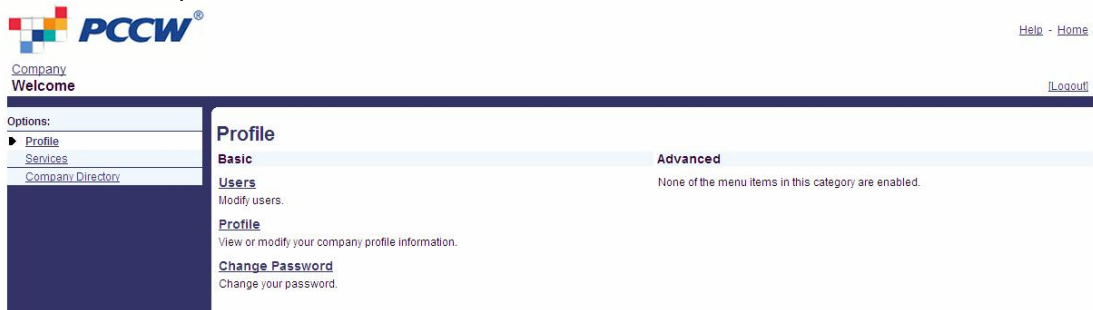 PCCW®
Help - Home
Company
Welcome
[Logout]
Options:
Profile
Services
Company Directory
Profile
Basic
Advanced
Users
Modify users.
None of the menu items in this category are enabled.
Profile
View or modify your company profile information.
Change Password
Change your password.